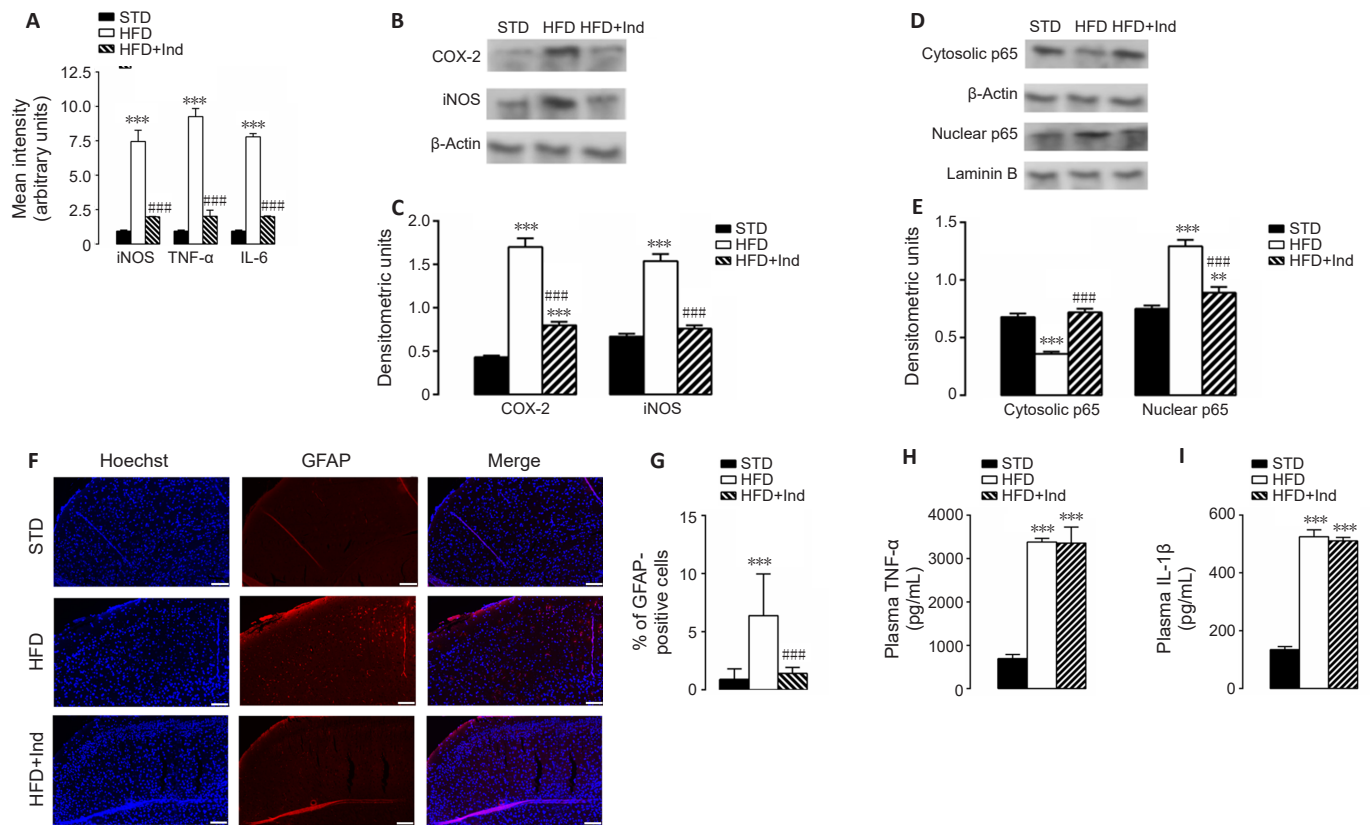 A
STD
HFD
HFD+Ind
Mean intensity
(arbitrary units)
12.5
10.0
7.5
5.0
2.5
0
***
***
***
###
###
###
iNOS TNF-α IL-6
B
STD HFD HFD+Ind
COX-2
iNOS
β-Actin
C
STD
HFD
HFD+Ind
Densitometric units
2.0
1.5
1.0
0.5
0
***
***
###
***
###
COX-2 iNOS
D
STD HFD HFD+Ind
Cytosolic p65
β-Actin
Nuclear p65
Laminin B
E
STD
HFD
HFD+Ind
Densitometric units
1.5
1.0
0.5
0
***
###
***
###
**
Cytosolic p65 Nuclear p65
F
Hoechst GFAP Merge
STD
HFD
HFD+Ind
G
STD
HFD
HFD+Ind
% of GFAP-
positive cells
15
10
5
0
***
###
H
STD
HFD
HFD+Ind
Plasma TNF-α
(pg/mL)
4000
3000
2000
1000
0
*** ***
I
STD
HFD
HFD+Ind
Plasma IL-1β
(pg/mL)
600
480
360
240
120
0
*** ***